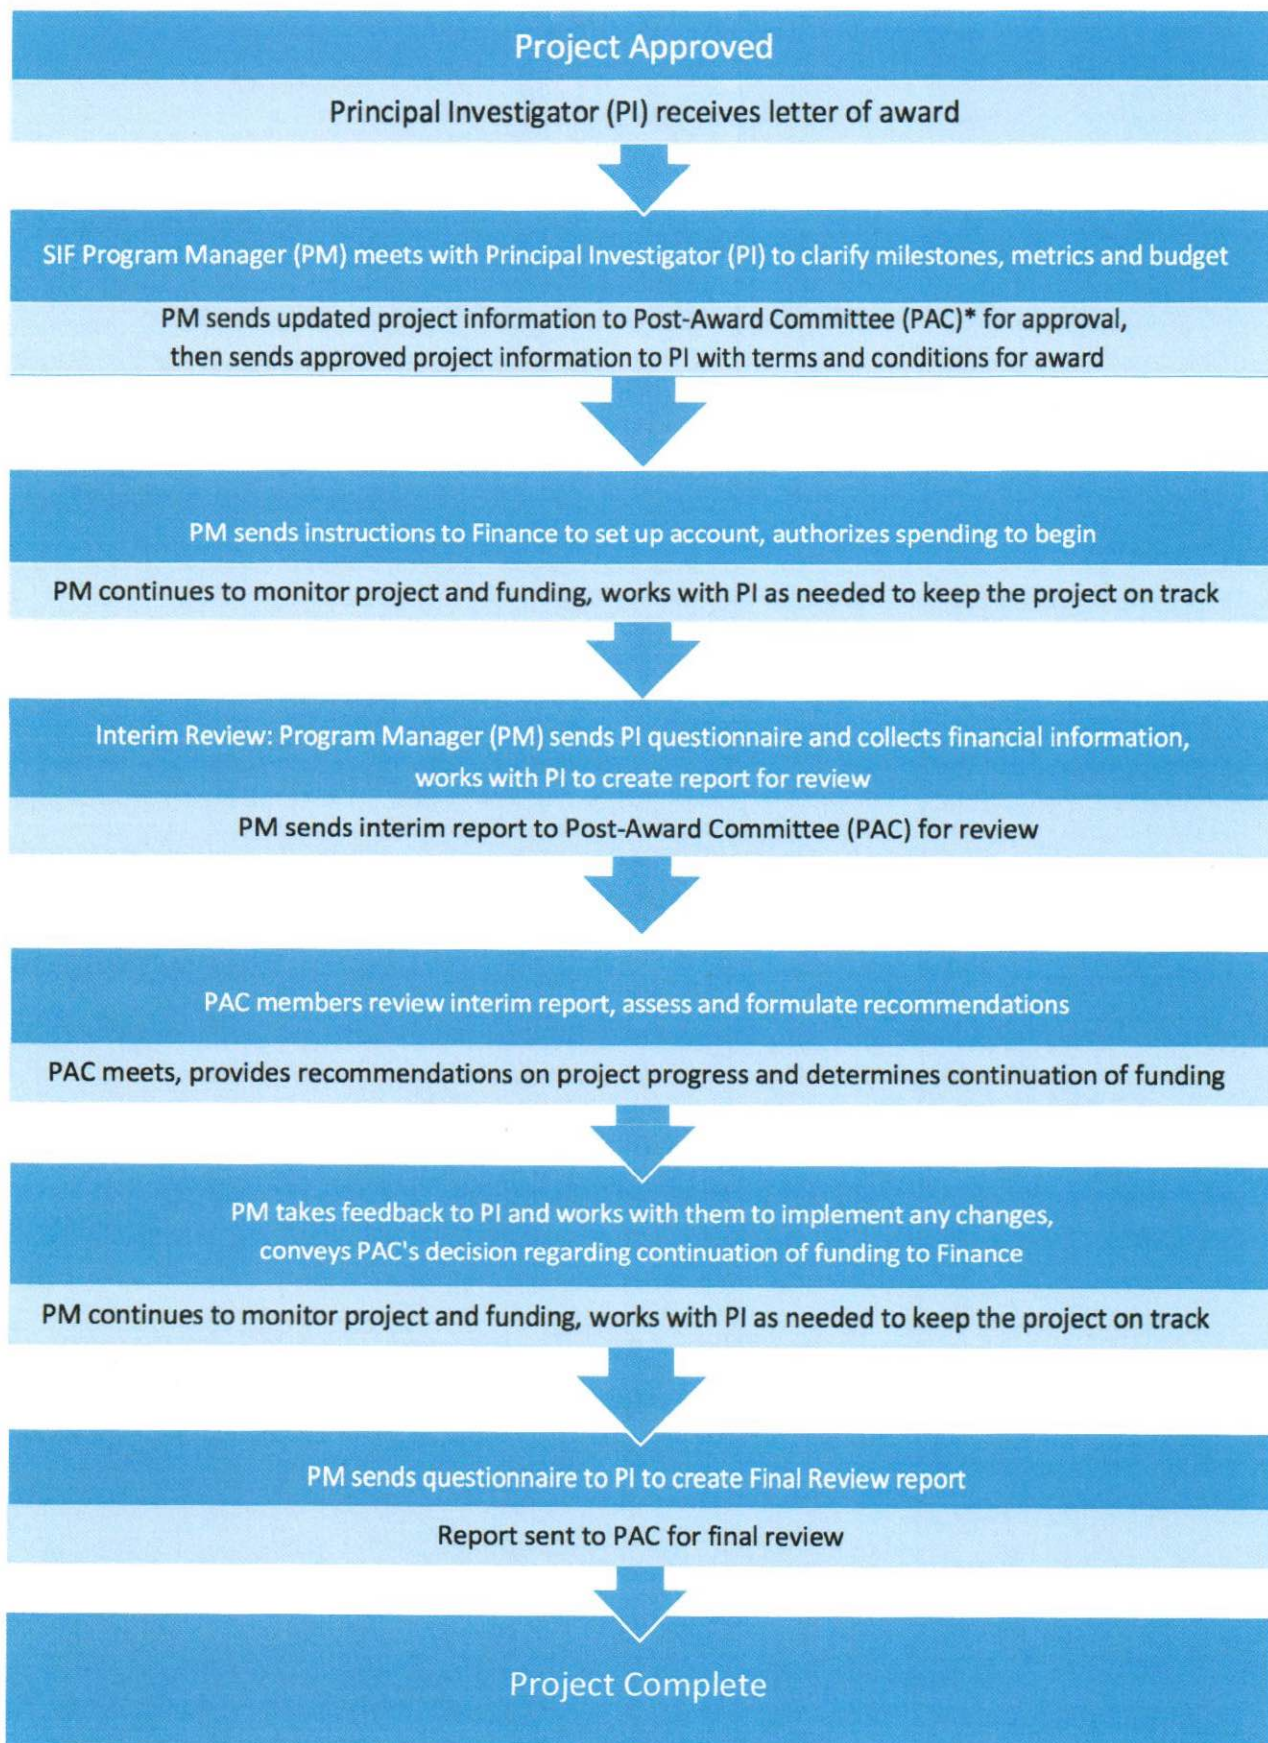 Project Approved
Principal Investigator (PI) receives letter of award
SIF Program Manager (PM) meets with Principal Investigator (PI) to clarify milestones, metrics and budget
PM sends updated project information to Post-Award Committee (PAC)* for approval,
then sends approved project information to PI with terms and conditions for award
PM sends instructions to Finance to set up account, authorizes spending to begin
PM continues to monitor project and funding, works with PI as needed to keep the project on track
Interim Review: Program Manager (PM) sends PI questionnaire and collects financial information,
works with PI to create report for review
PM sends interim report to Post-Award Committee (PAC) for review
PAC members review interim report, assess and formulate recommendations
PAC meets, provides recommendations on project progress and determines continuation of funding
PM takes feedback to PI and works with them to implement any changes,
conveys PAC's decision regarding continuation of funding to Finance
PM continues to monitor project and funding, works with PI as needed to keep the project on track
PM sends questionnaire to PI to create Final Review report
Report sent to PAC for final review
Project Complete